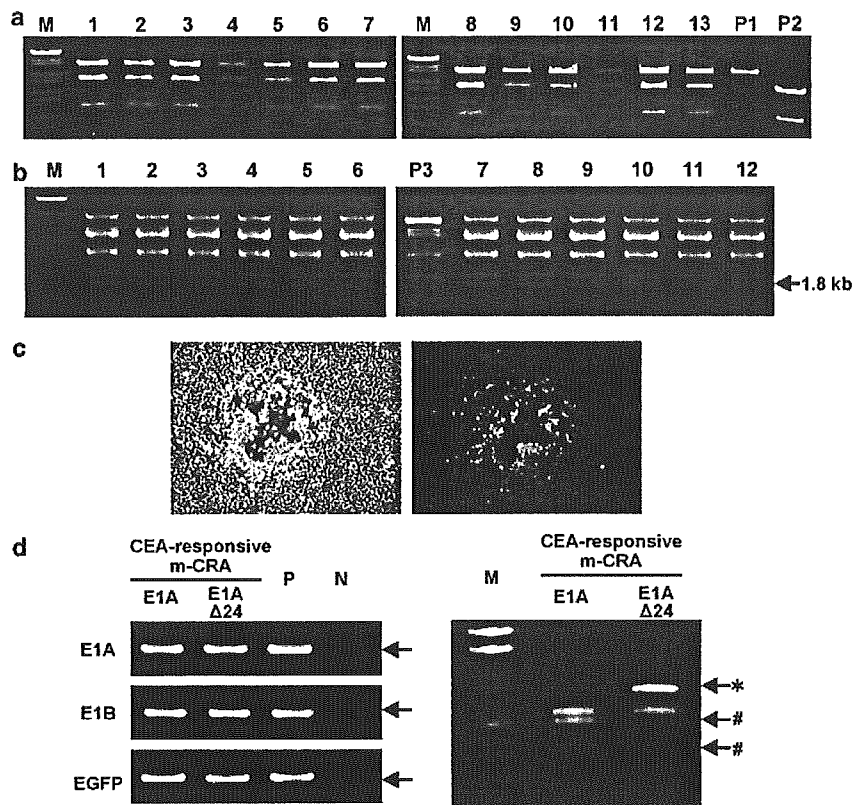 a
M 1 2 3 4 5 6 7 M 8 9 10 11 12 13 P1 P2
b
M 1 2 3 4 5 6 P3 7 8 9 10 11 12
1.8 kb
c
d
CEA-responsive
m-CRA
E1A
E1A
Δ24
P
N
E1A
E1B
EGFP
M
CEA-responsive
m-CRA
E1A
E1A
Δ24
*
#
#